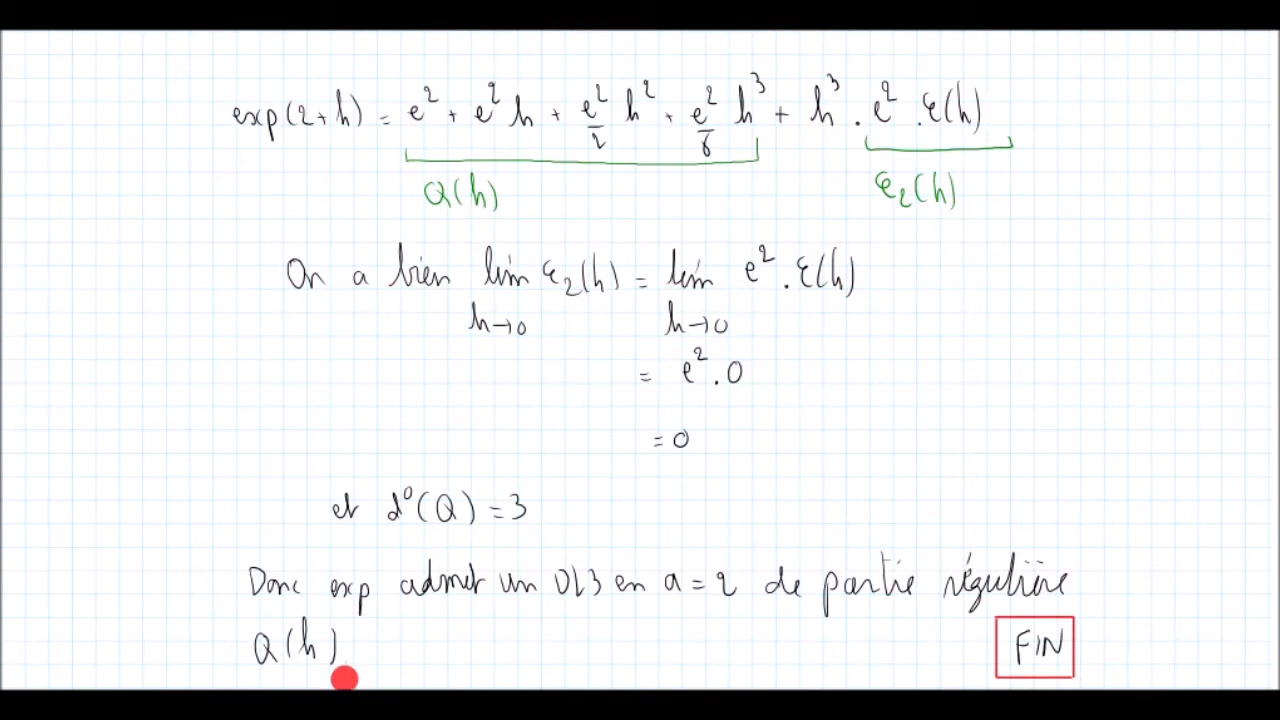 exp(2+h) = e² + e² h + e²/2 h² + e²/6 h³ + h³ . e² . ε(h)
Q(h) ε₂(h)
On a bien lim ε₂(h) = lim e² . ε(h)
h→0 h→0
= e² . 0
= 0
et d°(Q) = 3
Donc exp admet un DL3 en a = 2 de partie régulière
Q(h)
FIN